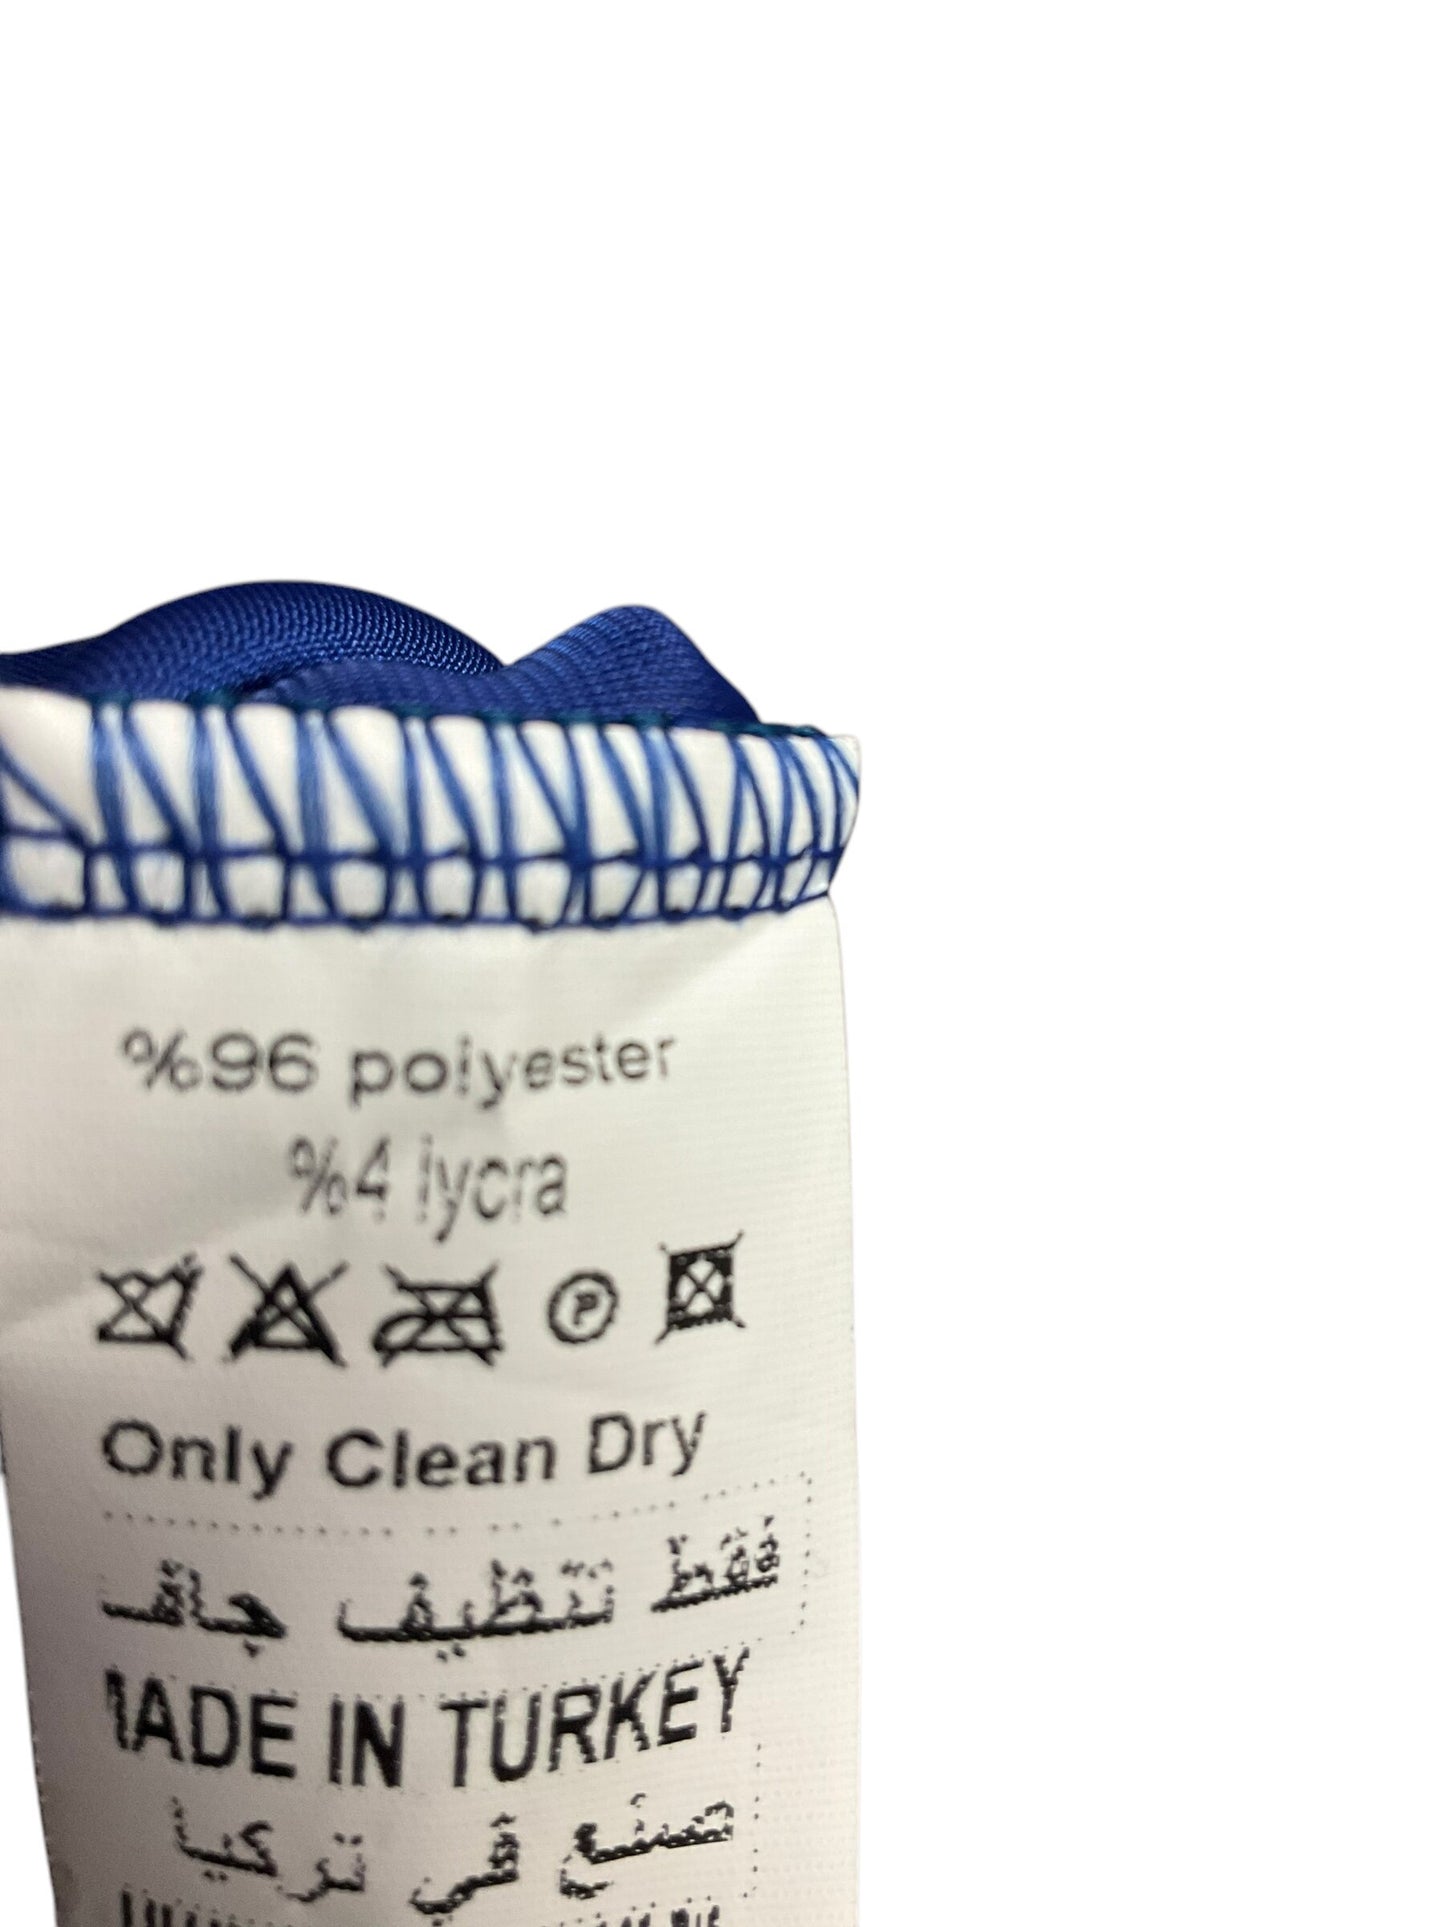 %96 polyester
%4 lycra
P
Only Clean Dry
فقط تنظيف جاف
MADE IN TURKEY
صنع في تركيا